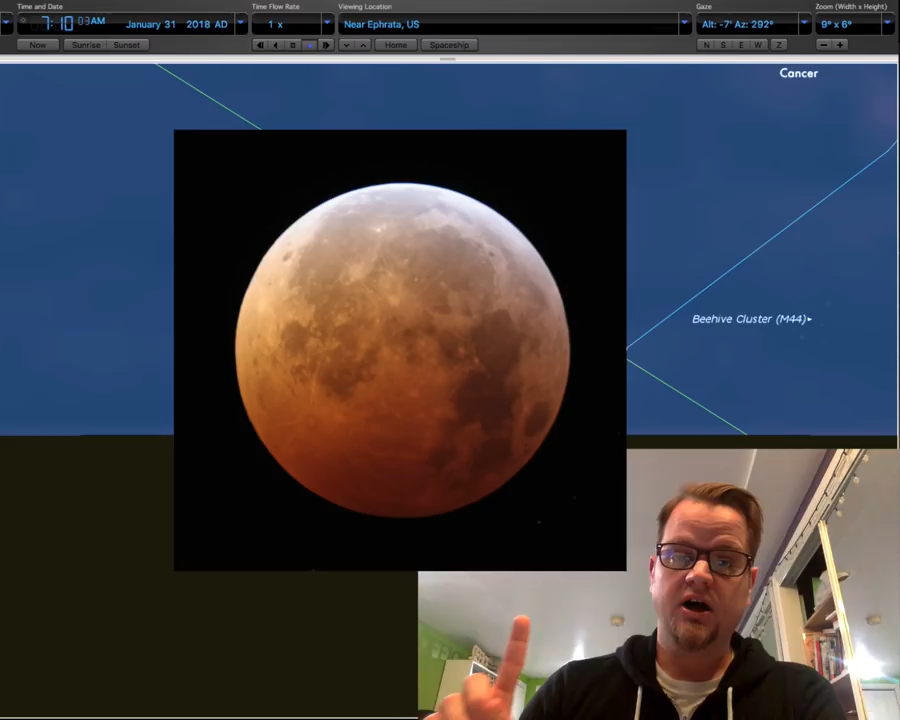 Time and Date
Time Flow Rate
Viewing Location
Gaze
Zoom (Width x Height)
7:10 03 AM January 31 2018 AD
1 x
Near Ephrata, US
Alt: -7° Az: 292°
9° x 6°
Now
Sunrise
Sunset
Home
Spaceship
N S E W Z
Cancer
Beehive Cluster (M44)